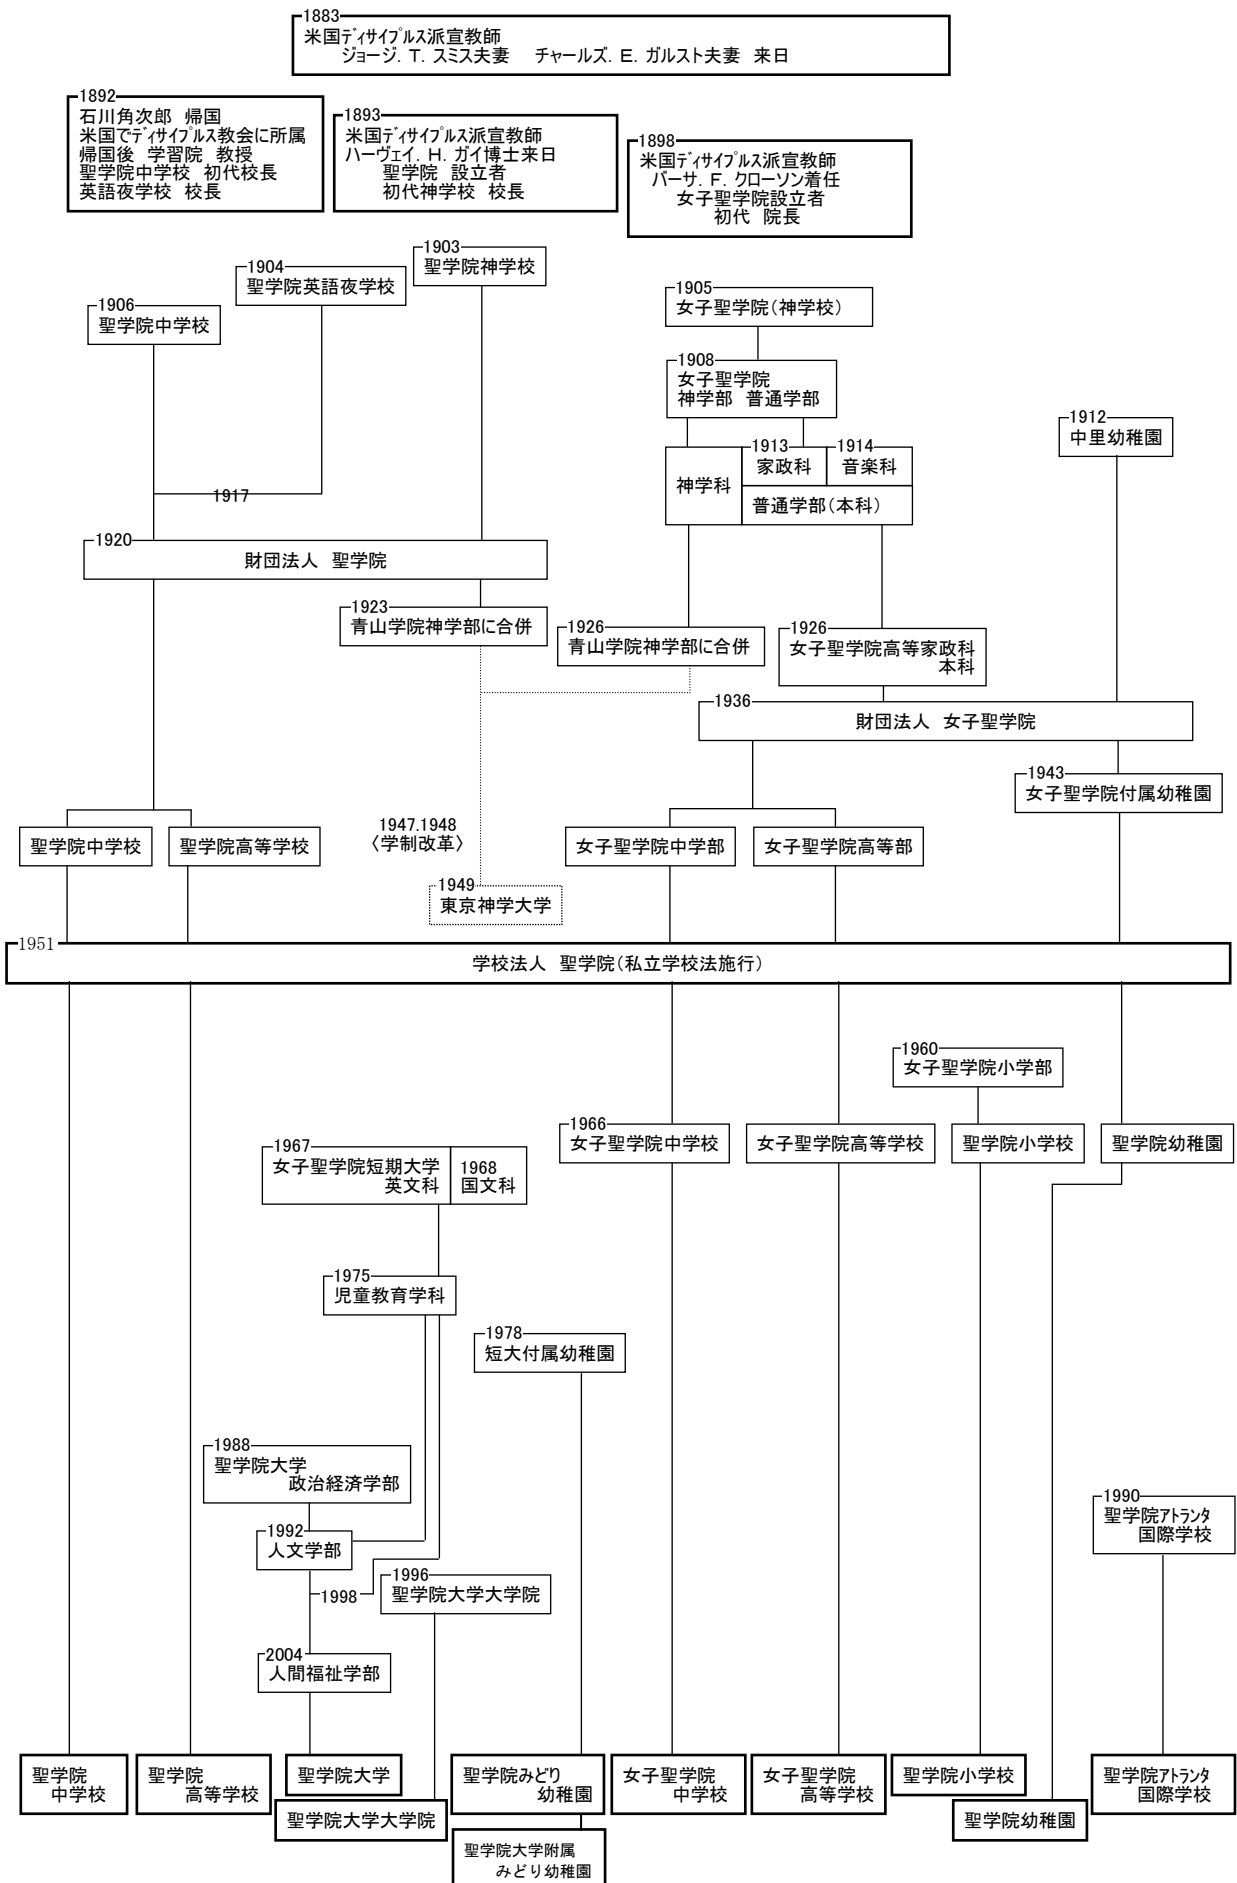 1883
米国ディサイプルス派宣教師
ジョージ. T. スミス夫妻　チャールズ. E. ガルスト夫妻 来日
1892
石川角次郎 帰国
米国でディサイプルス教会に所属
帰国後 学習院 教授
聖学院中学校 初代校長
英語夜学校 校長
1893
米国ディサイプルス派宣教師
ハーヴェイ. H. ガイ博士来日
聖学院 設立者
初代神学校 校長
1898
米国ディサイプルス派宣教師
バーサ. F. クローソン着任
女子聖学院設立者
初代 院長
1903
聖学院神学校
1904
聖学院英語夜学校
1906
聖学院中学校
1905
女子聖学院(神学校)
1908
女子聖学院
神学部 普通学部
1912
中里幼稚園
神学科
1913
家政科
1914
音楽科
普通学部(本科)
1917
1920
財団法人 聖学院
1923
青山学院神学部に合併
1926
青山学院神学部に合併
1926
女子聖学院高等家政科
本科
1936
財団法人 女子聖学院
1943
女子聖学院付属幼稚園
聖学院中学校
聖学院高等学校
1947.1948
〈学制改革〉
女子聖学院中学部
女子聖学院高等部
1949
東京神学大学
1951
学校法人 聖学院(私立学校法施行)
1960
女子聖学院小学部
1966
女子聖学院中学校
女子聖学院高等学校
聖学院小学校
聖学院幼稚園
1967
女子聖学院短期大学
英文科
1968
国文科
1975
児童教育学科
1978
短大付属幼稚園
1988
聖学院大学
政治経済学部
1990
聖学院アトランタ
国際学校
1992
人文学部
1998
1996
聖学院大学大学院
2004
人間福祉学部
聖学院
中学校
聖学院
高等学校
聖学院大学
聖学院大学大学院
聖学院みどり
幼稚園
聖学院大学附属
みどり幼稚園
女子聖学院
中学校
女子聖学院
高等学校
聖学院小学校
聖学院幼稚園
聖学院アトランタ
国際学校